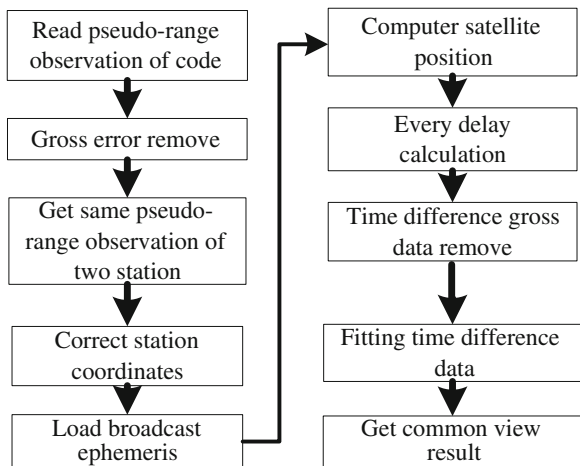 Read pseudo-range
observation of code
Gross error remove
Get same pseudo-
range observation of
two station
Correct station
coordinates
Load broadcast
ephemeris
Computer satellite
position
Every delay
calculation
Time difference gross
data remove
Fitting time difference
data
Get common view
result